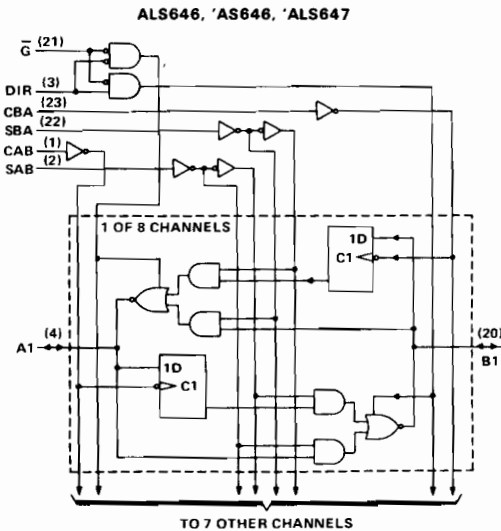 ALS646, 'AS646, 'ALS647
G̅ (21)
DIR (3)
CBA (23)
SBA (22)
CAB (1)
SAB (2)
1 OF 8 CHANNELS
1D
C1
A1 (4)
(20) B1
1D
C1
TO 7 OTHER CHANNELS